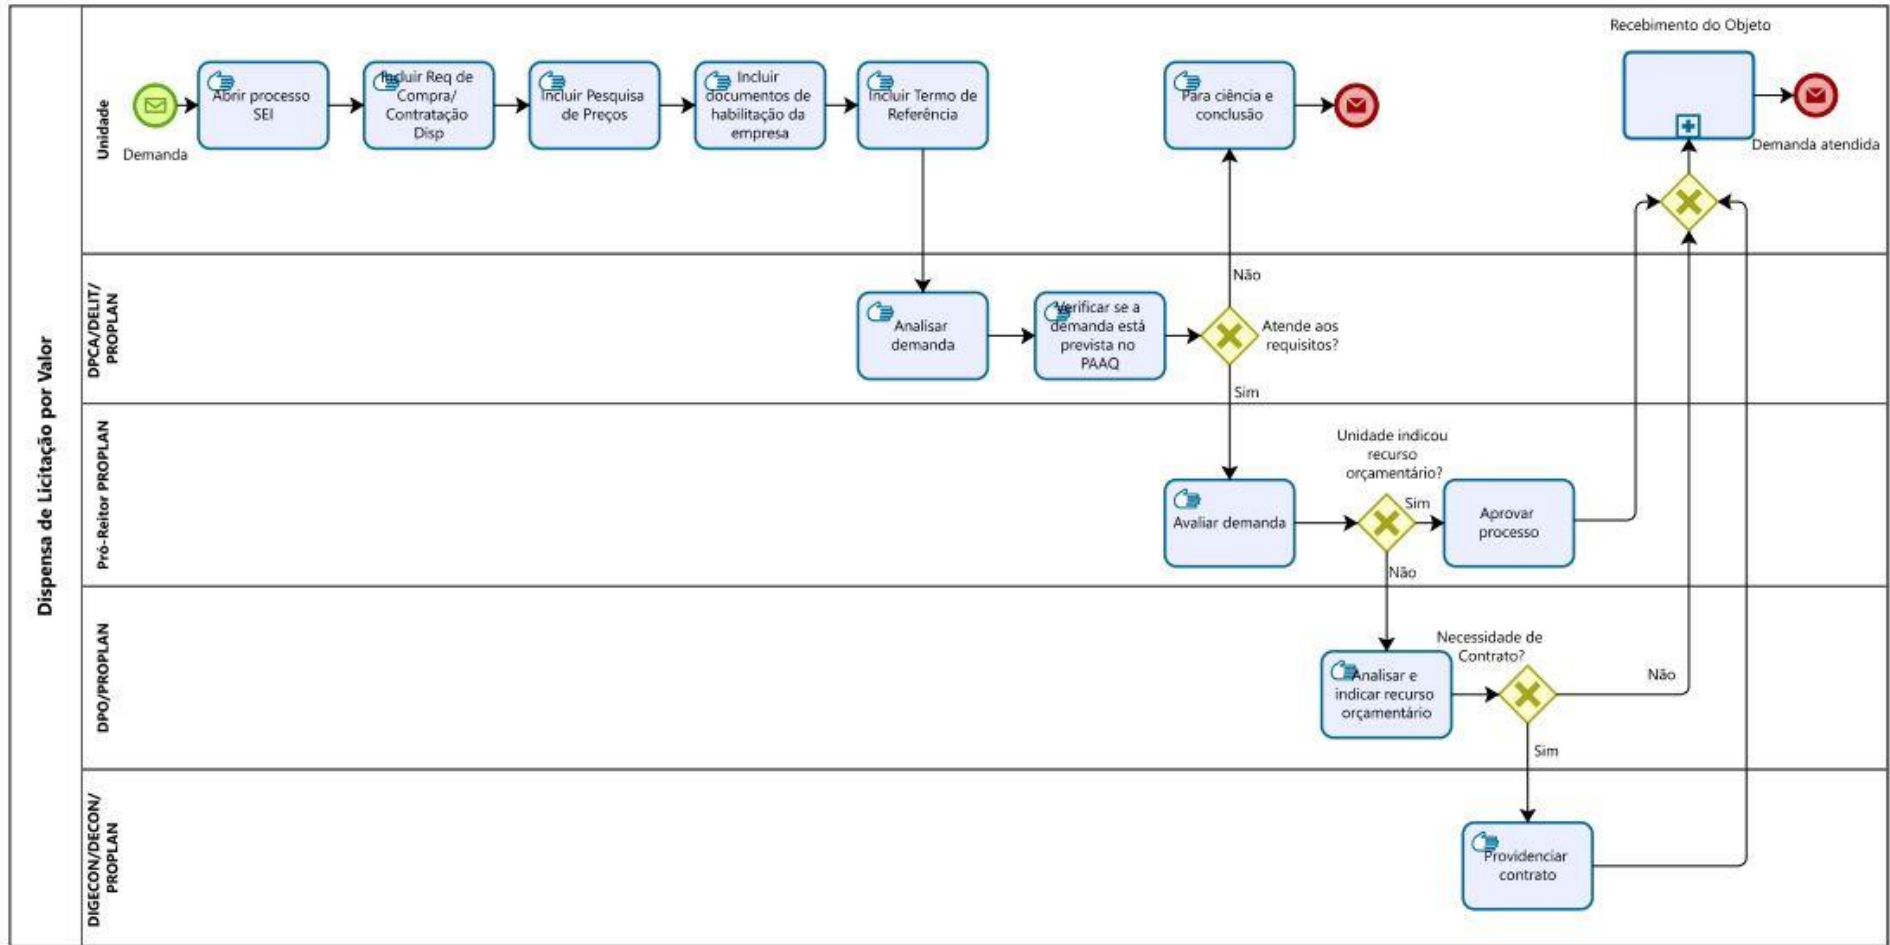 Dispensa de Licitação por Valor
Unidade
Demanda
Abrir processo
SEI
Incluir Req de
Compra/
Contratação
Disp
Incluir Pesquisa
de Preços
Incluir
documentos de
habilitação da
empresa
Incluir Termo de
Referência
Para ciência e
conclusão
Recebimento do Objeto
Demanda atendida
DPCA/DELIT/
PROPLAN
Analisar
demanda
Verificar se a
demanda está
prevista no
PAAQ
Não
Atende aos
requisitos?
Sim
Pró-Reitor PROPLAN
Avaliar demanda
Unidade indicou
recurso
orçamentário?
Sim
Aprovar
processo
Não
DPO/PROPLAN
Analisar e
indicar recurso
orçamentário
Necessidade de
Contrato?
Não
Sim
DIGECON/DECON/
PROPLAN
Providenciar
contrato